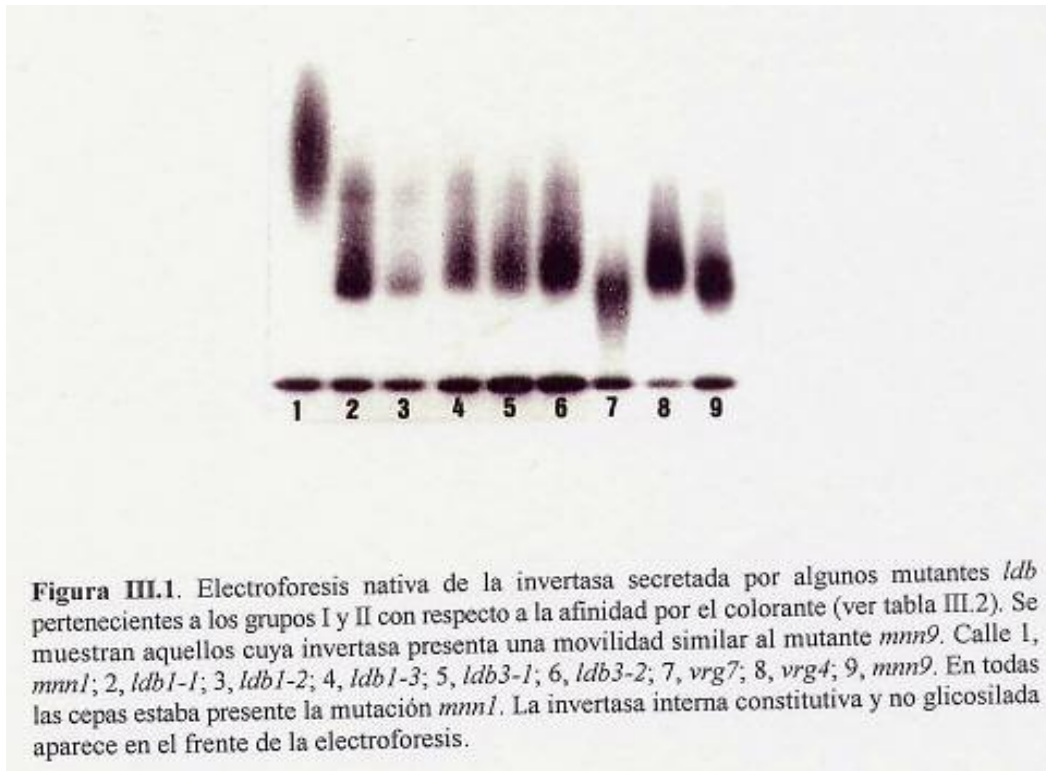 1 2 3 4 5 6 7 8 9
Figura III.1. Electroforesis nativa de la invertasa secretada por algunos mutantes ldb
pertenecientes a los grupos I y II con respecto a la afinidad por el colorante (ver tabla III.2). Se
muestran aquellos cuya invertasa presenta una movilidad similar al mutante mnn9. Calle 1,
mnn1; 2, ldb1-1; 3, ldb1-2; 4, ldb1-3; 5, ldb3-1; 6, ldb3-2; 7, vrg7; 8, vrg4; 9, mnn9. En todas
las cepas estaba presente la mutación mnn1. La invertasa interna constitutiva y no glicosilada
aparece en el frente de la electroforesis.